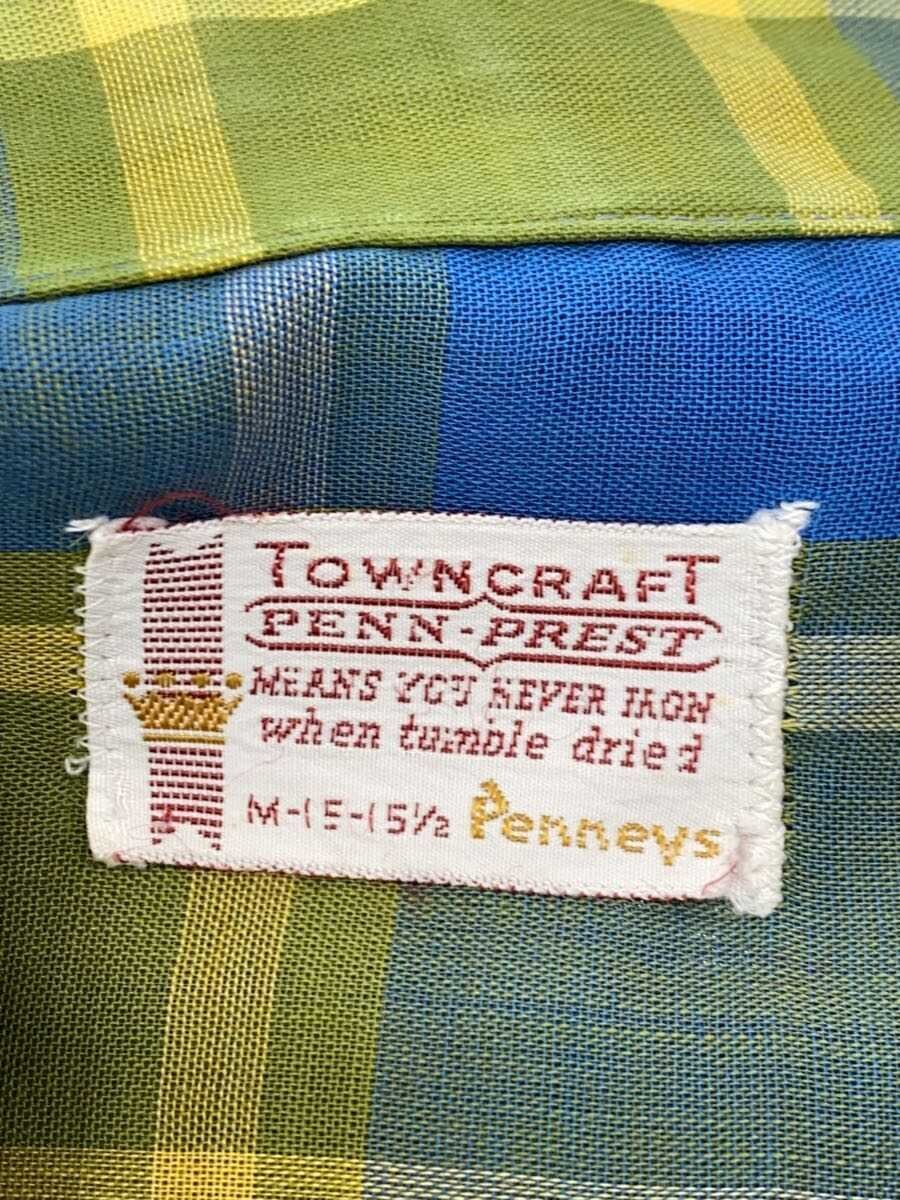 TOWNCRAFT
PENN-PREST
MEANS YOU NEVER IRON
when tumble dried
M-15-15½ Penneys